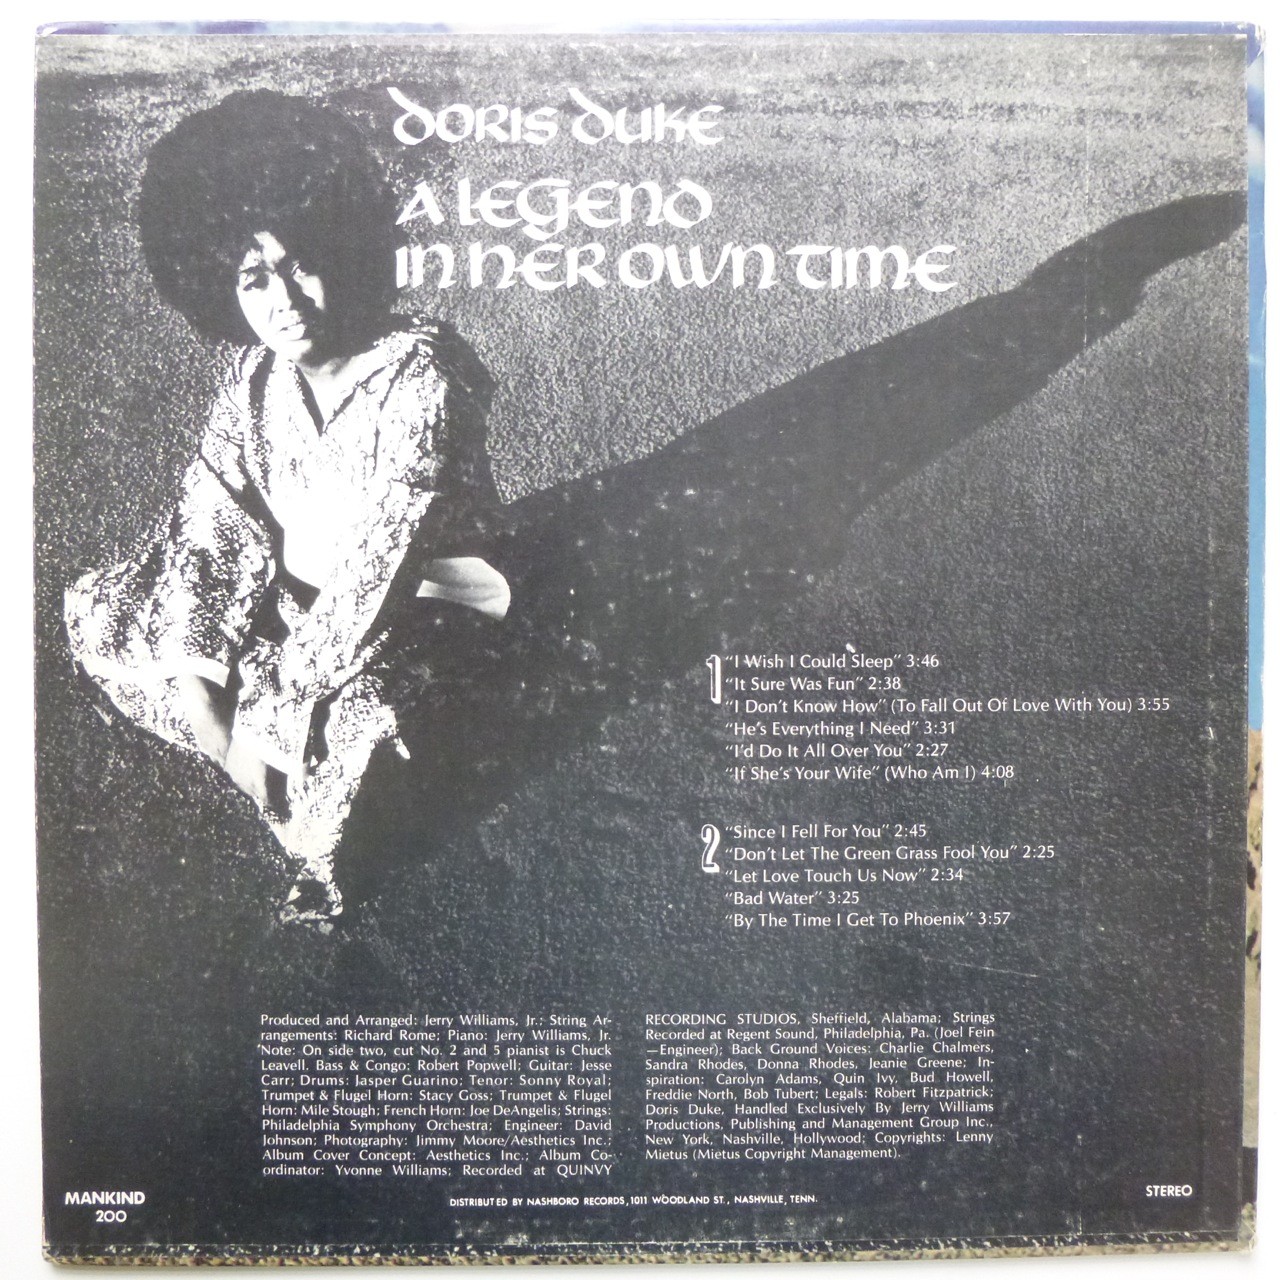 DORIS DUKE
A LEGEND
IN HER OWN TIME
1
"I Wish I Could Sleep" 3:46
"It Sure Was Fun" 2:38
"I Don't Know How" (To Fall Out Of Love With You) 3:55
"He's Everything I Need" 3:31
"I'd Do It All Over You" 2:27
"If She's Your Wife" (Who Am I) 4:08
2
"Since I Fell For You" 2:45
"Don't Let The Green Grass Fool You" 2:25
"Let Love Touch Us Now" 2:34
"Bad Water" 3:25
"By The Time I Get To Phoenix" 3:57
Produced and Arranged: Jerry Williams, Jr.; String Ar-
rangements: Richard Rome; Piano: Jerry Williams, Jr.
*Note: On side two, cut No. 2 and 5 pianist is Chuck
Leavell, Bass & Congo; Robert Popwell; Guitar: Jesse
Carr; Drums: Jasper Guarino; Tenor: Sonny Royal;
Trumpet & Flugel Horn: Stacy Goss; Trumpet & Flugel
Horn: Mile Stough; French Horn: Joe DeAngelis; Strings:
Philadelphia Symphony Orchestra; Engineer: David
Johnson; Photography: Jimmy Moore/Aesthetics Inc.;
Album Cover Concept: Aesthetics Inc.; Album Co-
ordinator: Yvonne Williams; Recorded at QUINVY
RECORDING STUDIOS, Sheffield, Alabama; Strings
Recorded at Regent Sound, Philadelphia, Pa. (Joel Fein
—Engineer); Back Ground Voices: Charlie Chalmers,
Sandra Rhodes, Donna Rhodes, Jeanie Greene; In-
spiration: Carolyn Adams, Quin Ivy, Bud Howell,
Freddie North, Bob Tubert; Legals: Robert Fitzpatrick;
Doris Duke, Handled Exclusively By Jerry Williams
Productions, Publishing and Management Group Inc.,
New York, Nashville, Hollywood; Copyrights: Lenny
Mietus (Mietus Copyright Management).
MANKIND
200
DISTRIBUTED BY NASHBORO RECORDS, 1011 WOODLAND ST., NASHVILLE, TENN.
STEREO